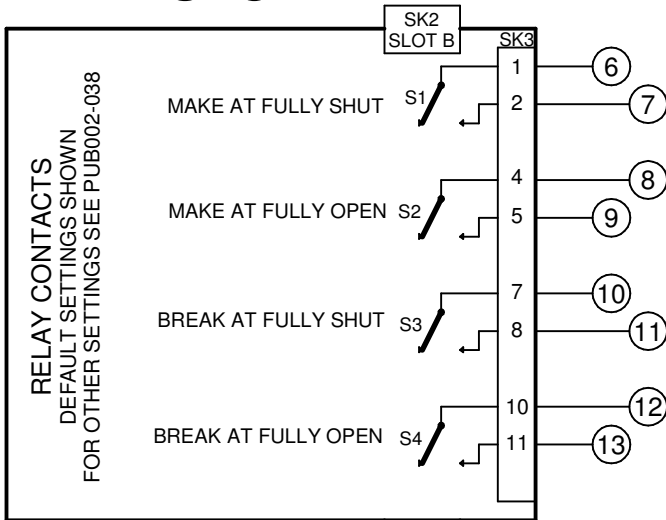 SK2
SLOT B
SK3
RELAY CONTACTS
DEFAULT SETTINGS SHOWN
FOR OTHER SETTINGS SEE PUB002-038
MAKE AT FULLY SHUT S1 1 6
2 7
MAKE AT FULLY OPEN S2 4 8
5 9
BREAK AT FULLY SHUT S3 7 10
8 11
BREAK AT FULLY OPEN S4 10 12
11 13